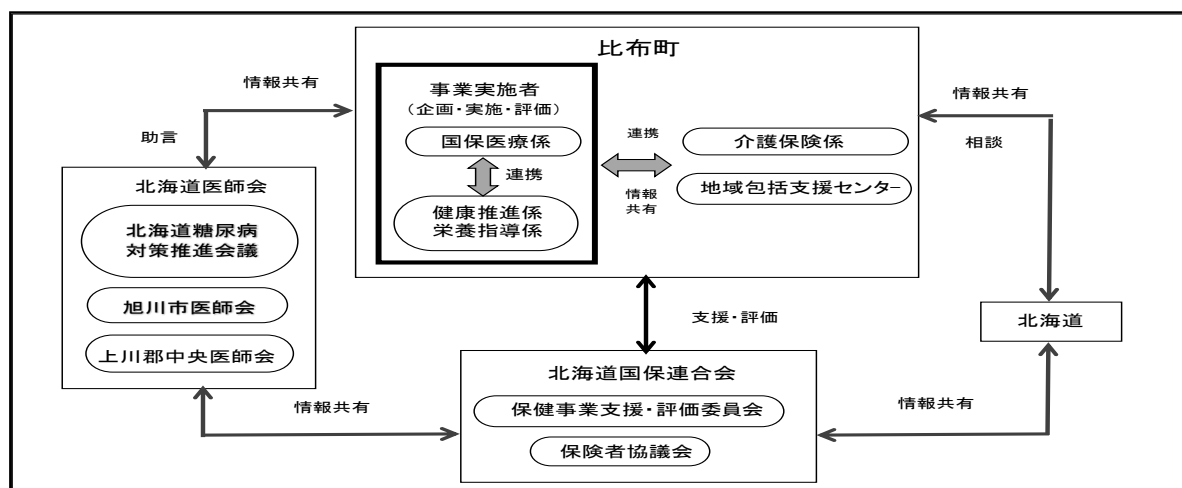 比布町
事業実施者
(企画・実施・評価)
国保医療係
連携
健康推進係
栄養指導係
連携
情報
共有
介護保険係
地域包括支援センター
情報共有
助言
北海道医師会
北海道糖尿病
対策推進会議
旭川市医師会
上川郡中央医師会
情報共有
相談
北海道
支援・評価
北海道国保連合会
保健事業支援・評価委員会
保険者協議会
情報共有
情報共有